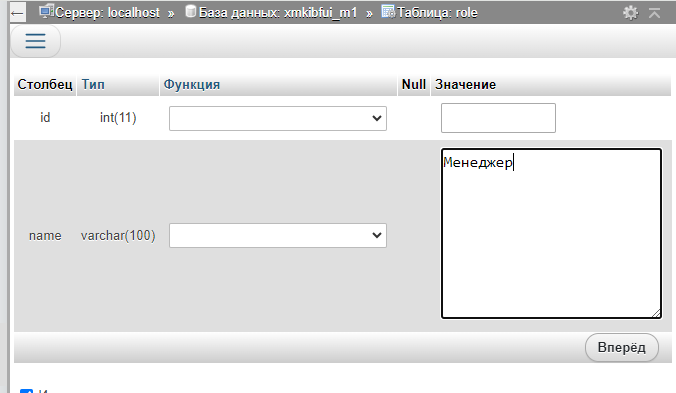 Сервер: localhost » База данных: xmkibfui_m1 » Таблица: role
Столбец Тип Функция Null Значение
id int(11)
name varchar(100) Менеджер
Вперёд